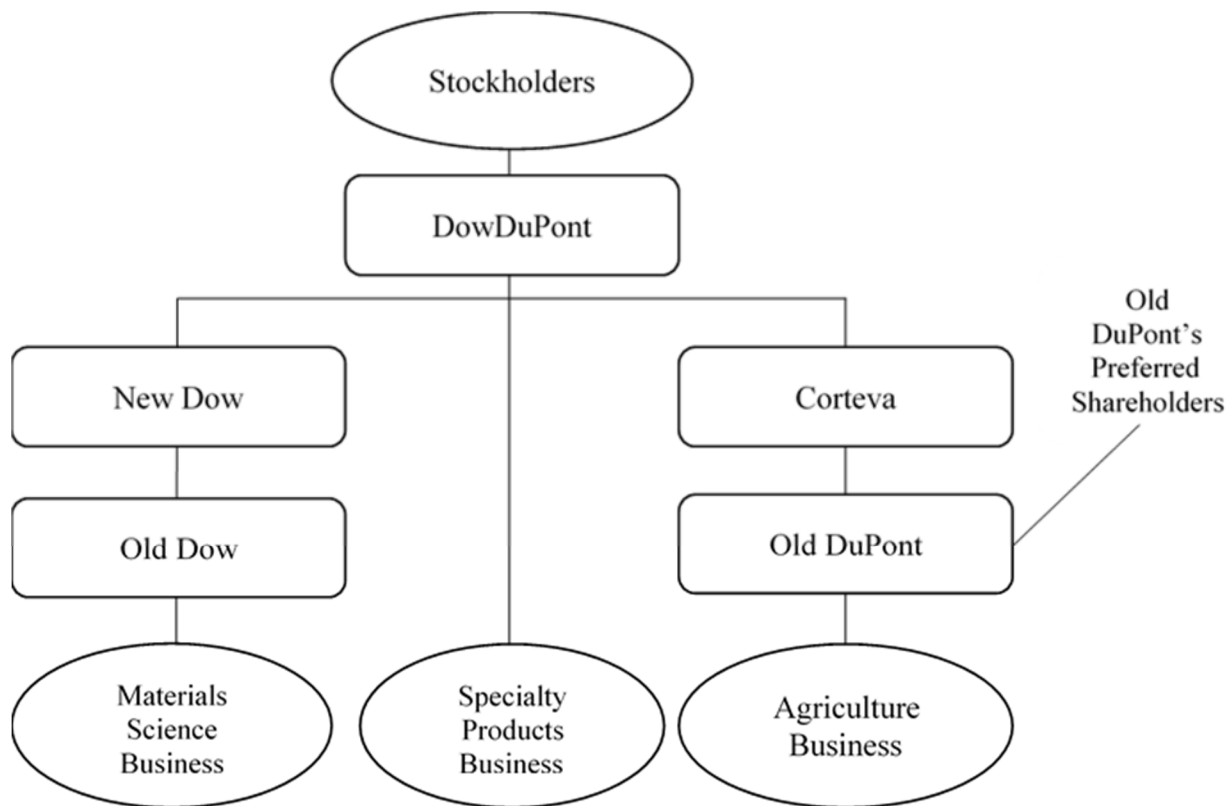 Stockholders
DowDuPont
Old
DuPont’s
Preferred
Shareholders
New Dow
Corteva
Old Dow
Old DuPont
Materials
Science
Business
Specialty
Products
Business
Agriculture
Business